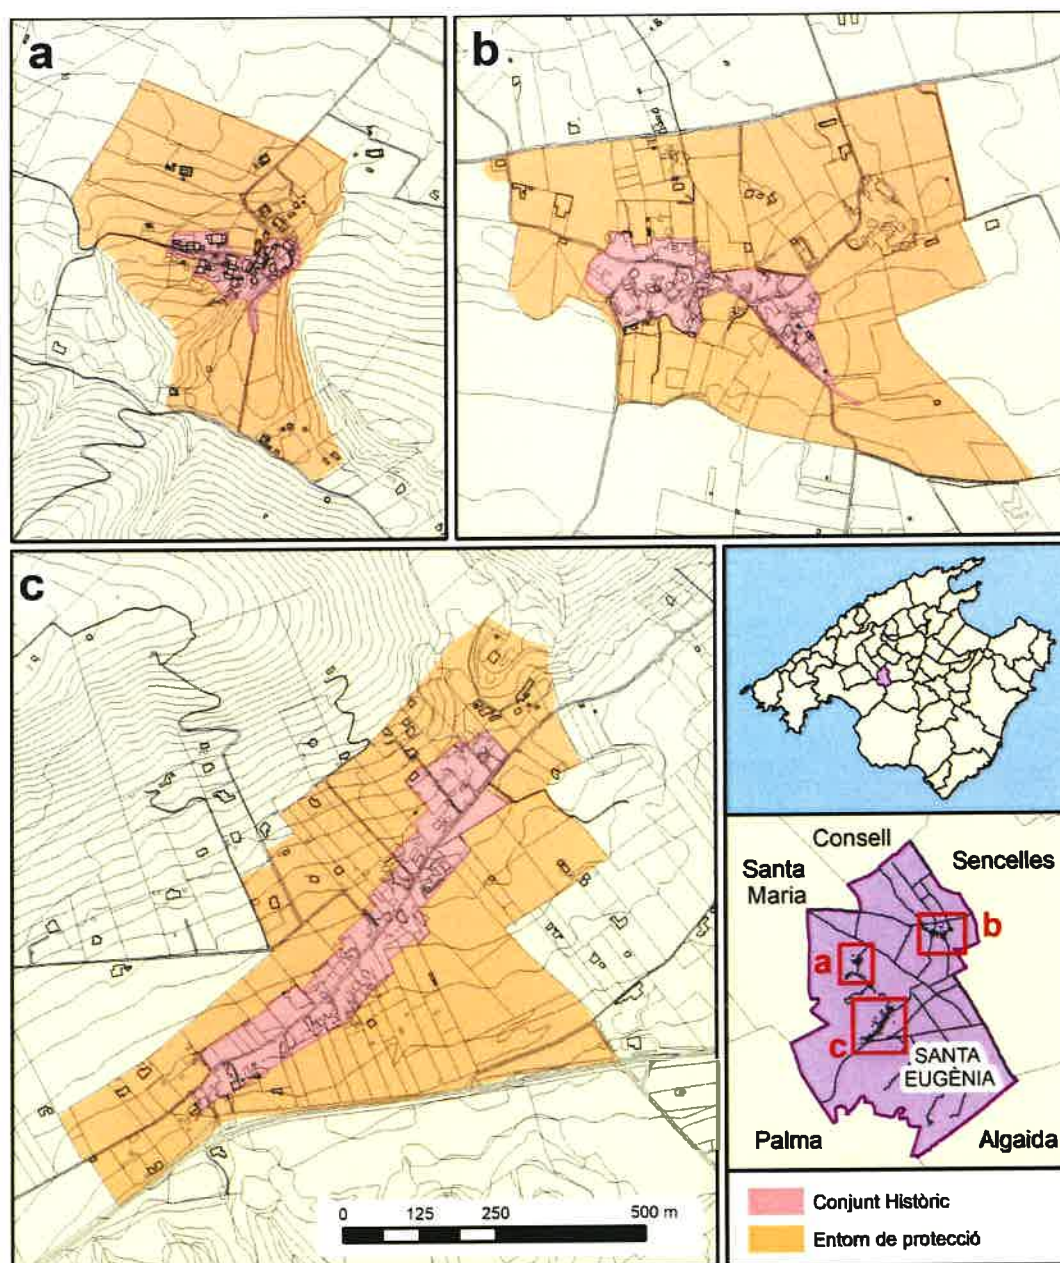 a
b
c
Consell
Santa
Maria
Sencelles
b
a
c
SANTA
EUGÈNIA
Palma
Algaida
0 125 250 500 m
Conjunt Històric
Entorn de protecció